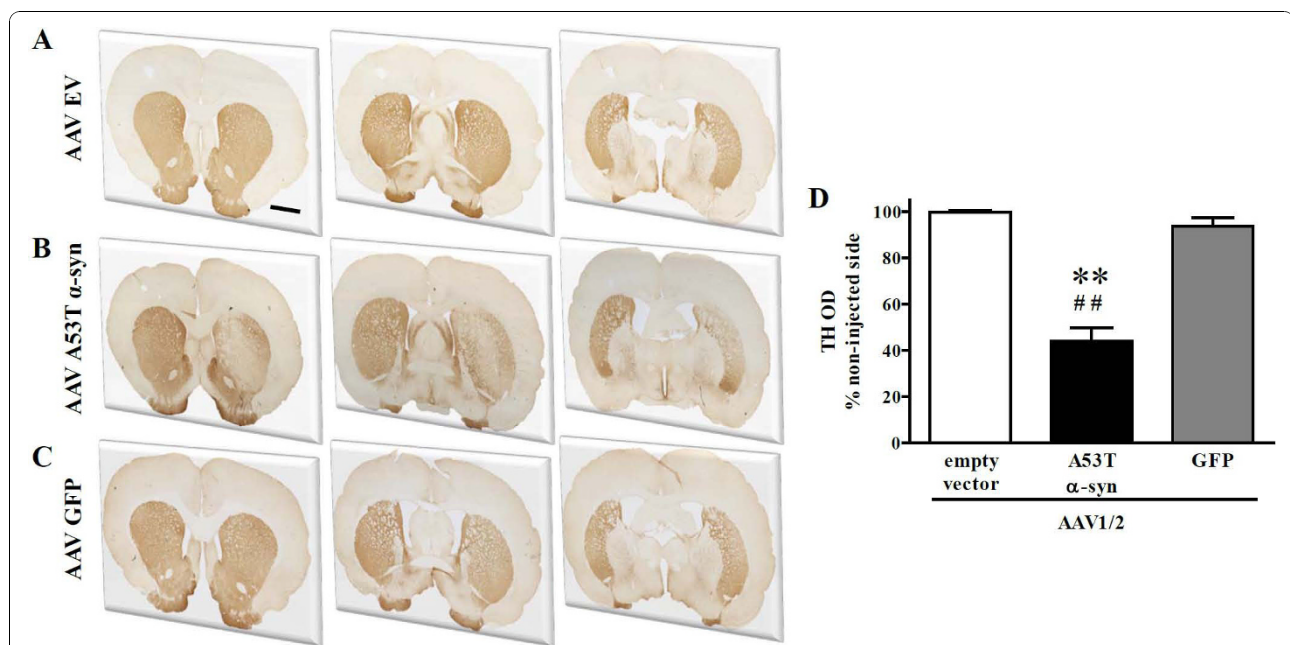 A
AAV EV
B
AAV A53T α-syn
C
AAV GFP
D
TH OD
% non-injected side
100
80
60
40
20
0
**
##
empty
vector
A53T
α-syn
GFP
AAV1/2